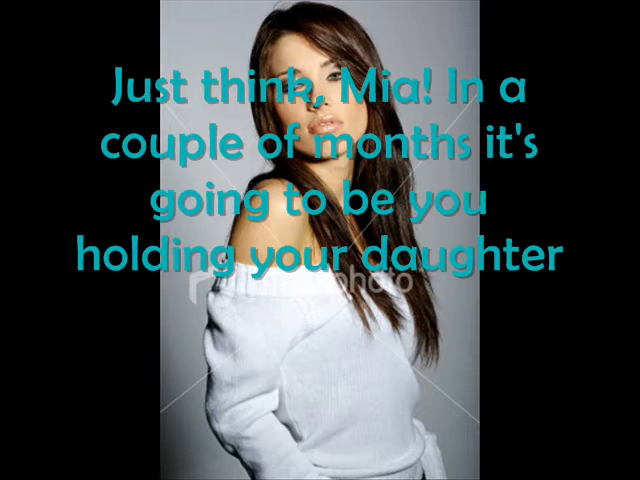 Just think, Mia! In a
couple of months it's
going to be you
holding your daughter